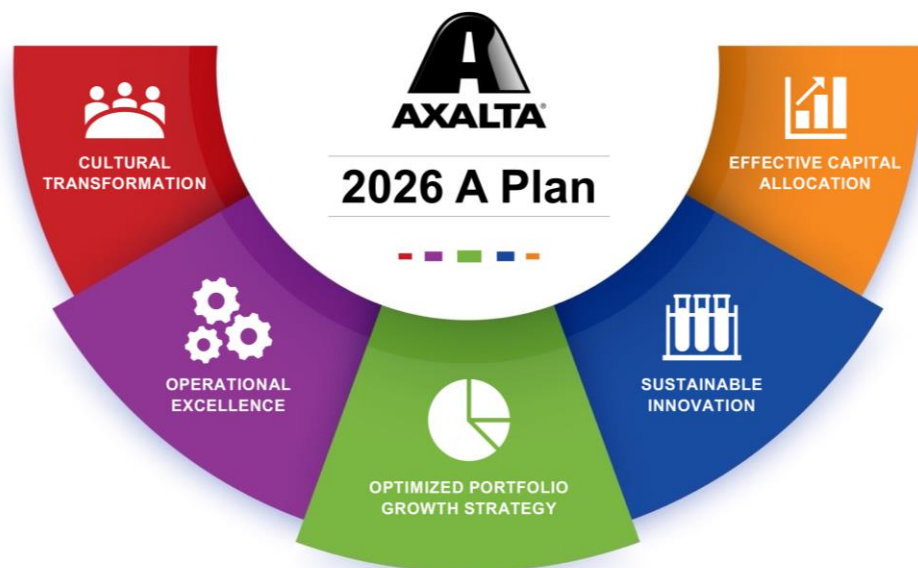 AXALTA®
2026 A Plan
CULTURAL
TRANSFORMATION
OPERATIONAL
EXCELLENCE
OPTIMIZED PORTFOLIO
GROWTH STRATEGY
SUSTAINABLE
INNOVATION
EFFECTIVE CAPITAL
ALLOCATION